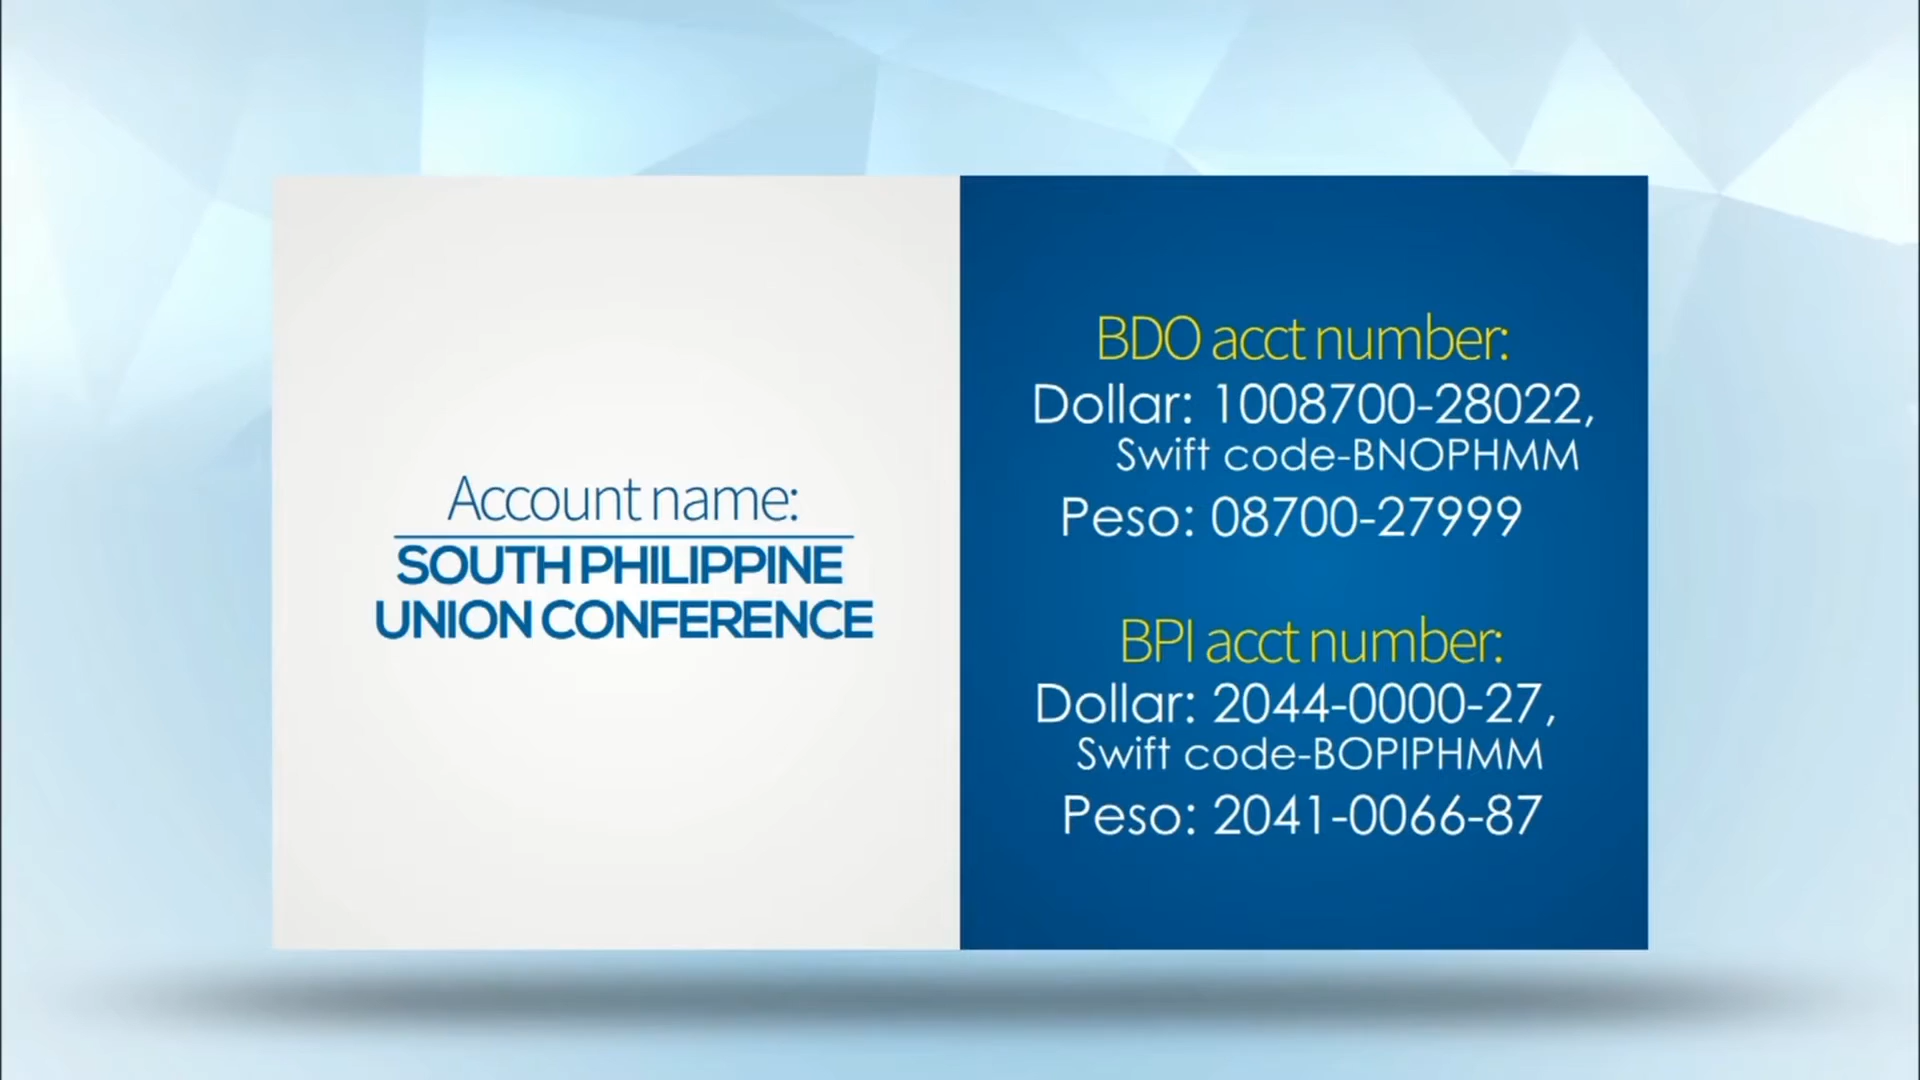 Account name:
SOUTH PHILIPPINE
UNION CONFERENCE
BDO acct number:
Dollar: 1008700-28022,
Swift code-BNOPHMM
Peso: 08700-27999
BPI acct number:
Dollar: 2044-0000-27,
Swift code-BOPIPHMM
Peso: 2041-0066-87